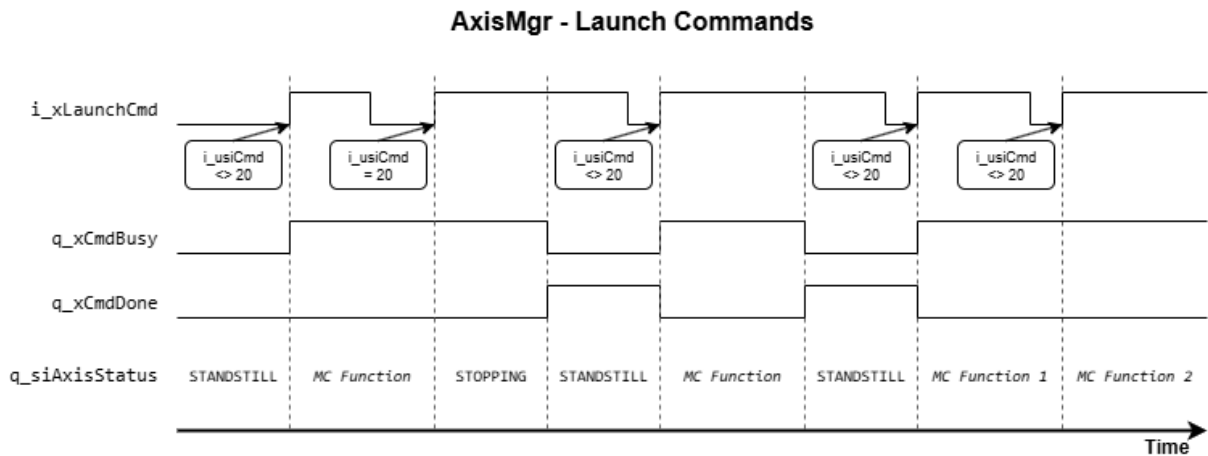 AxisMgr - Launch Commands
i_xLaunchCmd
i_usiCmd
<> 20
i_usiCmd
= 20
i_usiCmd
<> 20
i_usiCmd
<> 20
i_usiCmd
<> 20
q_xCmdBusy
q_xCmdDone
q_siAxisStatus STANDSTILL MC Function STOPPING STANDSTILL MC Function STANDSTILL MC Function 1 MC Function 2
Time